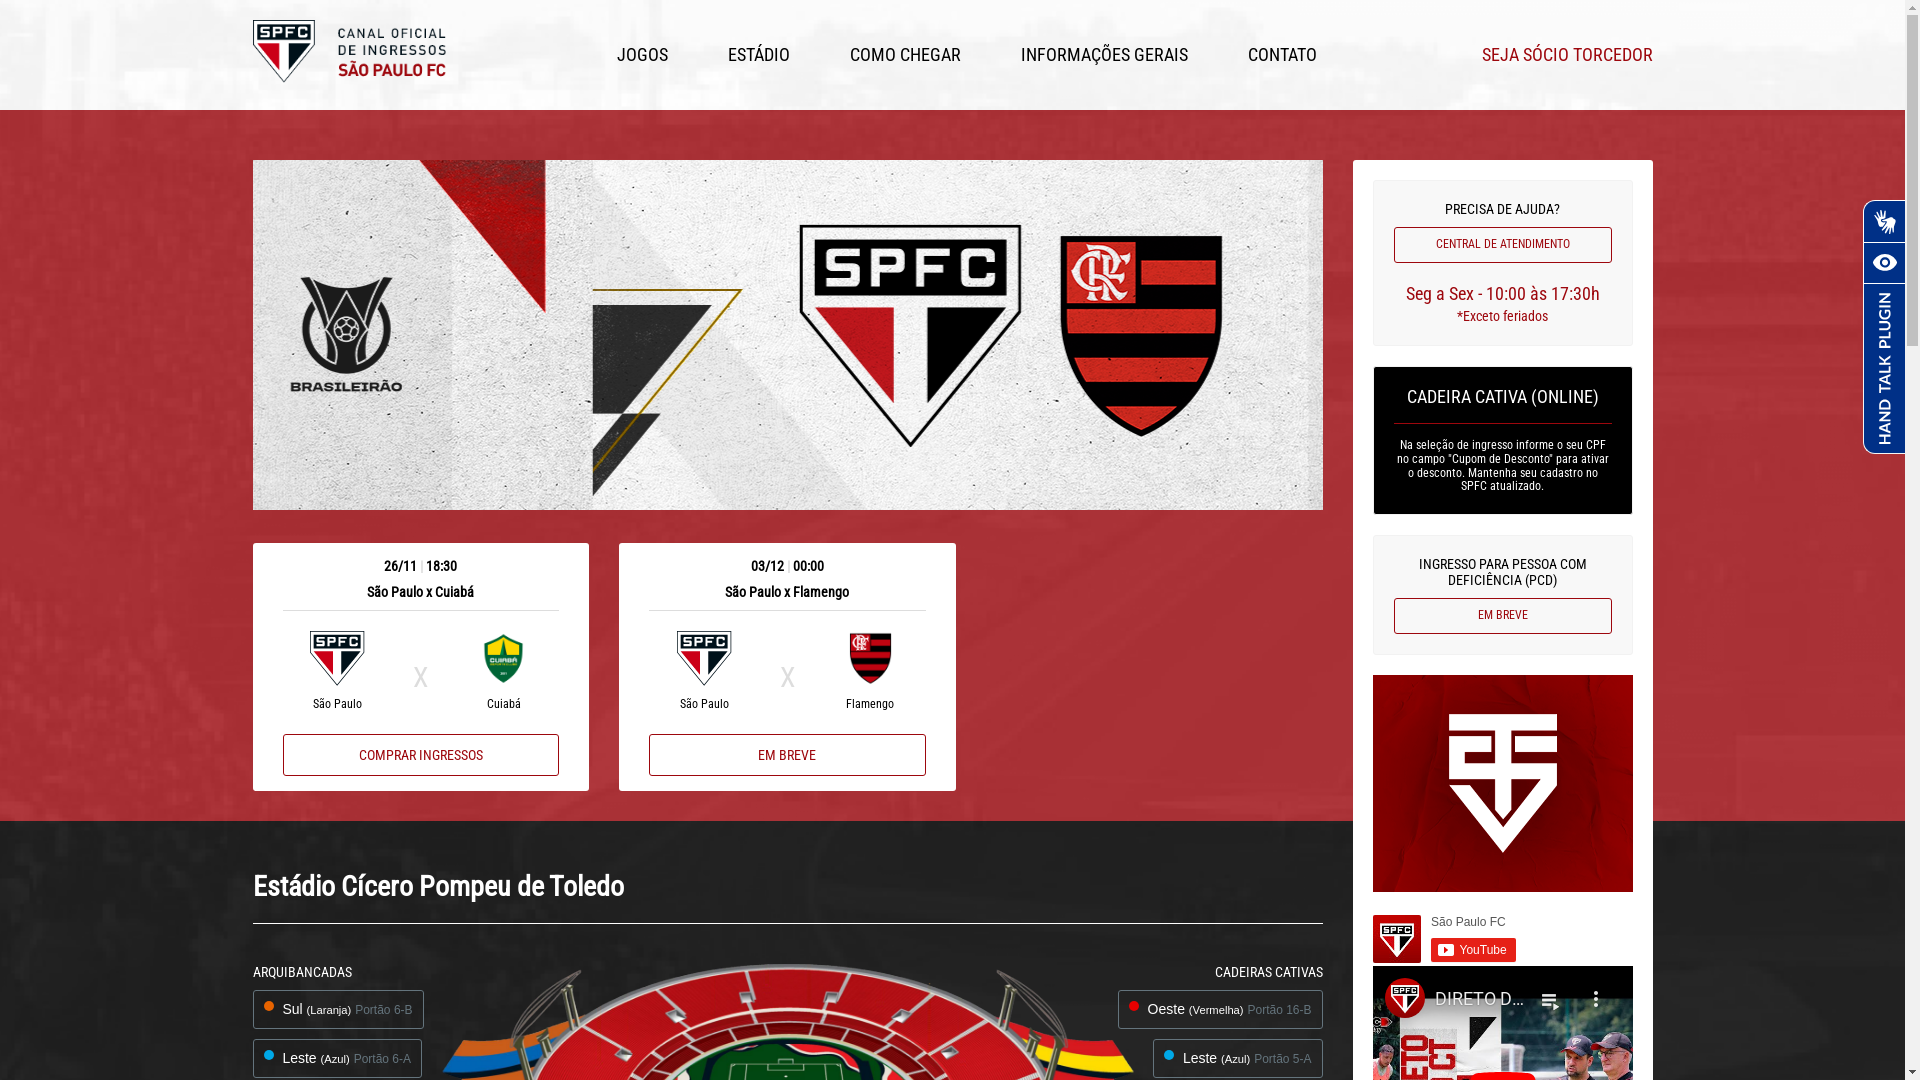 SPFC
CANAL OFICIAL
DE INGRESSOS
SÃO PAULO FC
JOGOS
ESTÁDIO
COMO CHEGAR
INFORMAÇÕES GERAIS
CONTATO
SEJA SÓCIO TORCEDOR
BRASILEIRÃO
SPFC
CRF
PRECISA DE AJUDA?
CENTRAL DE ATENDIMENTO
Seg a Sex - 10:00 às 17:30h
*Exceto feriados
HAND TALK PLUGIN
CADEIRA CATIVA (ONLINE)
Na seleção de ingresso informe o seu CPF
no campo "Cupom de Desconto" para ativar
o desconto. Mantenha seu cadastro no
SPFC atualizado.
INGRESSO PARA PESSOA COM
DEFICIÊNCIA (PCD)
EM BREVE
26/11 | 18:30
São Paulo x Cuiabá
SPFC
X
CUIABÁ
São Paulo
Cuiabá
COMPRAR INGRESSOS
03/12 | 00:00
São Paulo x Flamengo
SPFC
X
CRF
São Paulo
Flamengo
EM BREVE
Estádio Cícero Pompeu de Toledo
ARQUIBANCADAS
Sul (Laranja) Portão 6-B
Leste (Azul) Portão 6-A
CADEIRAS CATIVAS
Oeste (Vermelha) Portão 16-B
Leste (Azul) Portão 5-A
SPFC
São Paulo FC
YouTube
SPFC
DIRETO D...